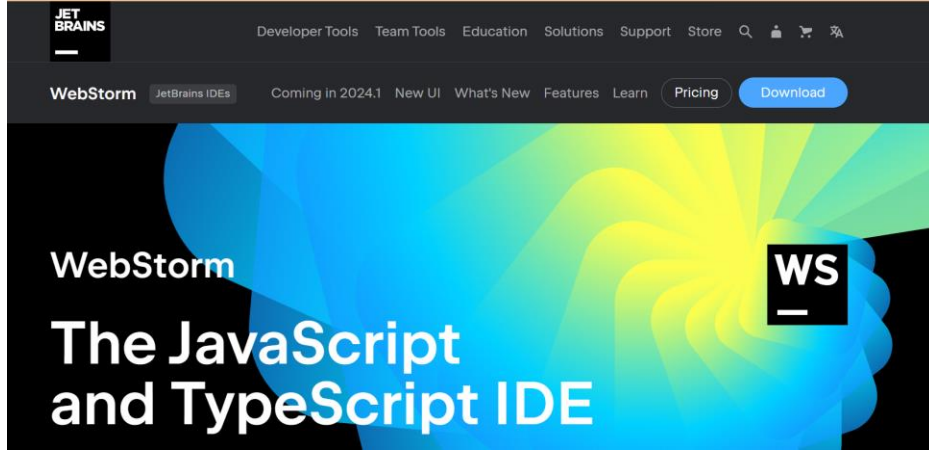 JET
BRAINS
Developer Tools Team Tools Education Solutions Support Store
WebStorm JetBrains IDEs Coming in 2024.1 New UI What's New Features Learn Pricing Download
WebStorm
WS
The JavaScript
and TypeScript IDE